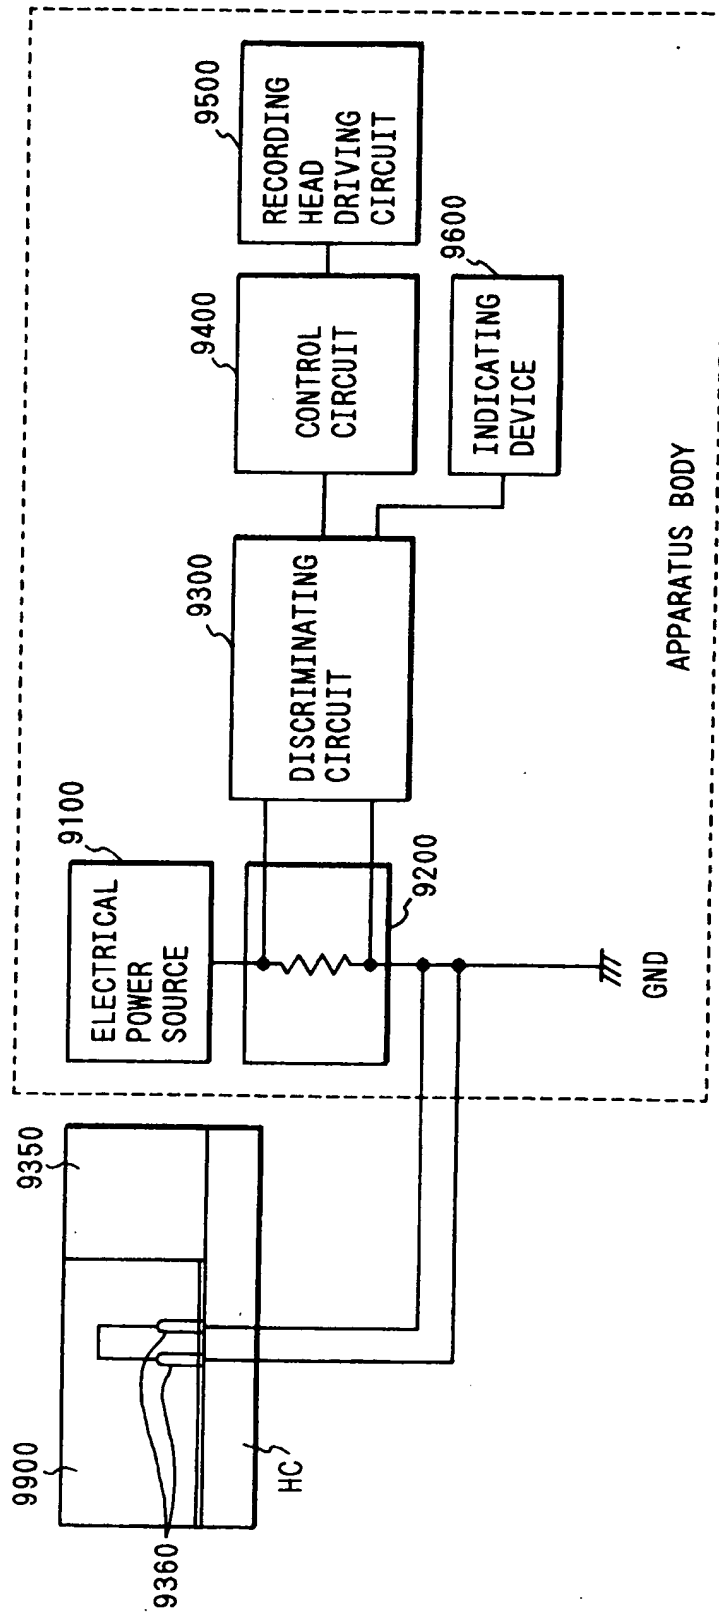 9900
9350
9360
HC
9100
ELECTRICAL
POWER
SOURCE
9200
GND
9300
DISCRIMINATING
CIRCUIT
9400
CONTROL
CIRCUIT
9500
RECORDING
HEAD
DRIVING
CIRCUIT
9600
INDICATING
DEVICE
APPARATUS BODY